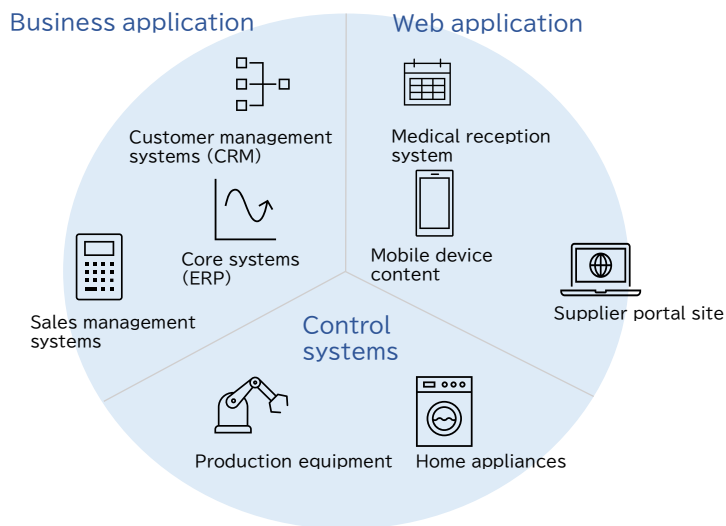 Business application
Web application
Customer management
systems (CRM)
Medical reception
system
Core systems
(ERP)
Mobile device
content
Sales management
systems
Supplier portal site
Control
systems
Production equipment
Home appliances